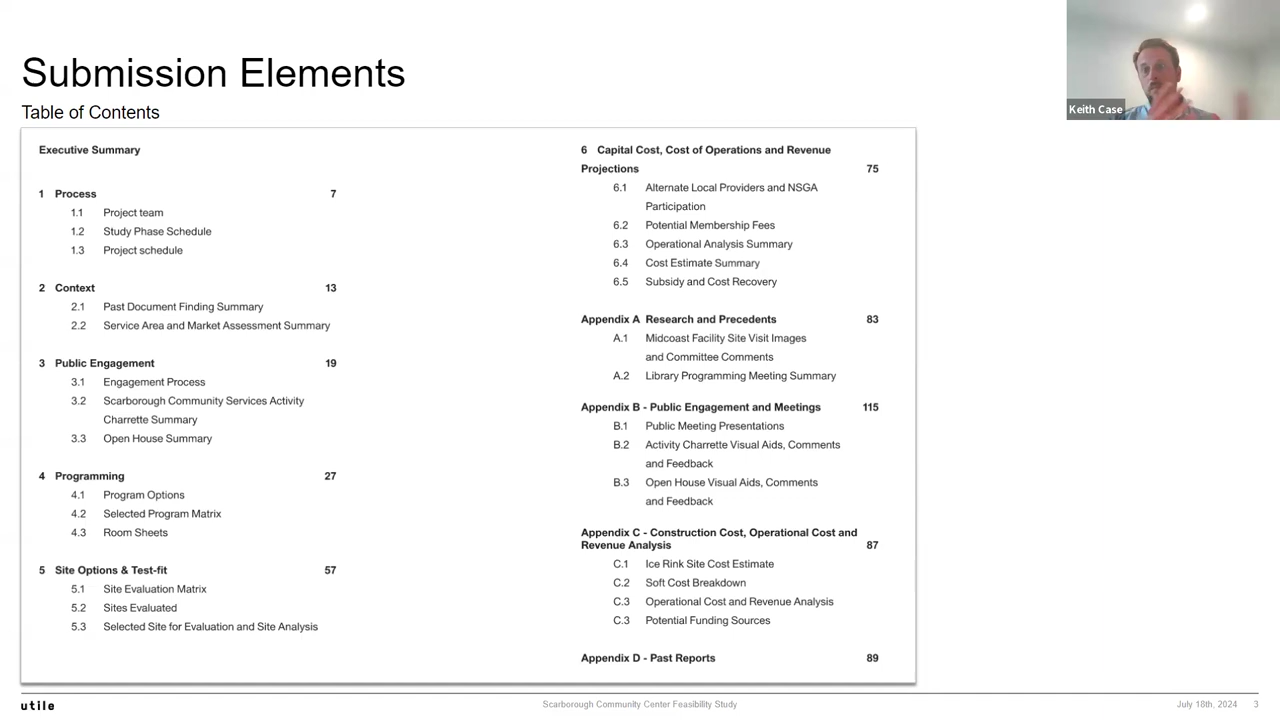 Submission Elements
Table of Contents
Keith Case
Executive Summary
1 Process 7
1.1 Project team
1.2 Study Phase Schedule
1.3 Project schedule
2 Context 13
2.1 Past Document Finding Summary
2.2 Service Area and Market Assessment Summary
3 Public Engagement 19
3.1 Engagement Process
3.2 Scarborough Community Services Activity
Charrette Summary
3.3 Open House Summary
4 Programming 27
4.1 Program Options
4.2 Selected Program Matrix
4.3 Room Sheets
5 Site Options & Test-fit 57
5.1 Site Evaluation Matrix
5.2 Sites Evaluated
5.3 Selected Site for Evaluation and Site Analysis
6 Capital Cost, Cost of Operations and Revenue
Projections 75
6.1 Alternate Local Providers and NSGA
Participation
6.2 Potential Membership Fees
6.3 Operational Analysis Summary
6.4 Cost Estimate Summary
6.5 Subsidy and Cost Recovery
Appendix A Research and Precedents 83
A.1 Midcoast Facility Site Visit Images
and Committee Comments
A.2 Library Programming Meeting Summary
Appendix B - Public Engagement and Meetings 115
B.1 Public Meeting Presentations
B.2 Activity Charrette Visual Aids, Comments
and Feedback
B.3 Open House Visual Aids, Comments
and Feedback
Appendix C - Construction Cost, Operational Cost and
Revenue Analysis 87
C.1 Ice Rink Site Cost Estimate
C.2 Soft Cost Breakdown
C.3 Operational Cost and Revenue Analysis
C.3 Potential Funding Sources
Appendix D - Past Reports 89
utile
Scarborough Community Center Feasibility Study
July 18th, 2024 3